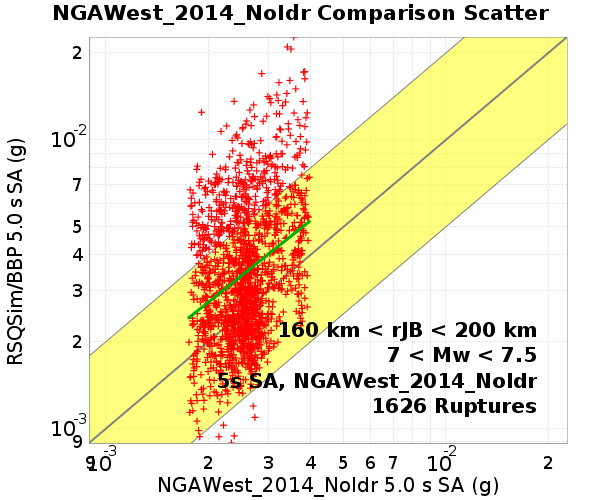 NGAWest_2014_NoIdr Comparison Scatter
RSQSim/BBP 5.0 s SA (g)
2
10-2
7
5
4
3
2
10-3
9
160 km < rJB < 200 km
7 < Mw < 7.5
5s SA, NGAWest_2014_NoIdr
1626 Ruptures
9 10-3 2 3 4 5 6 7 10-2 2
NGAWest_2014_NoIdr 5.0 s SA (g)